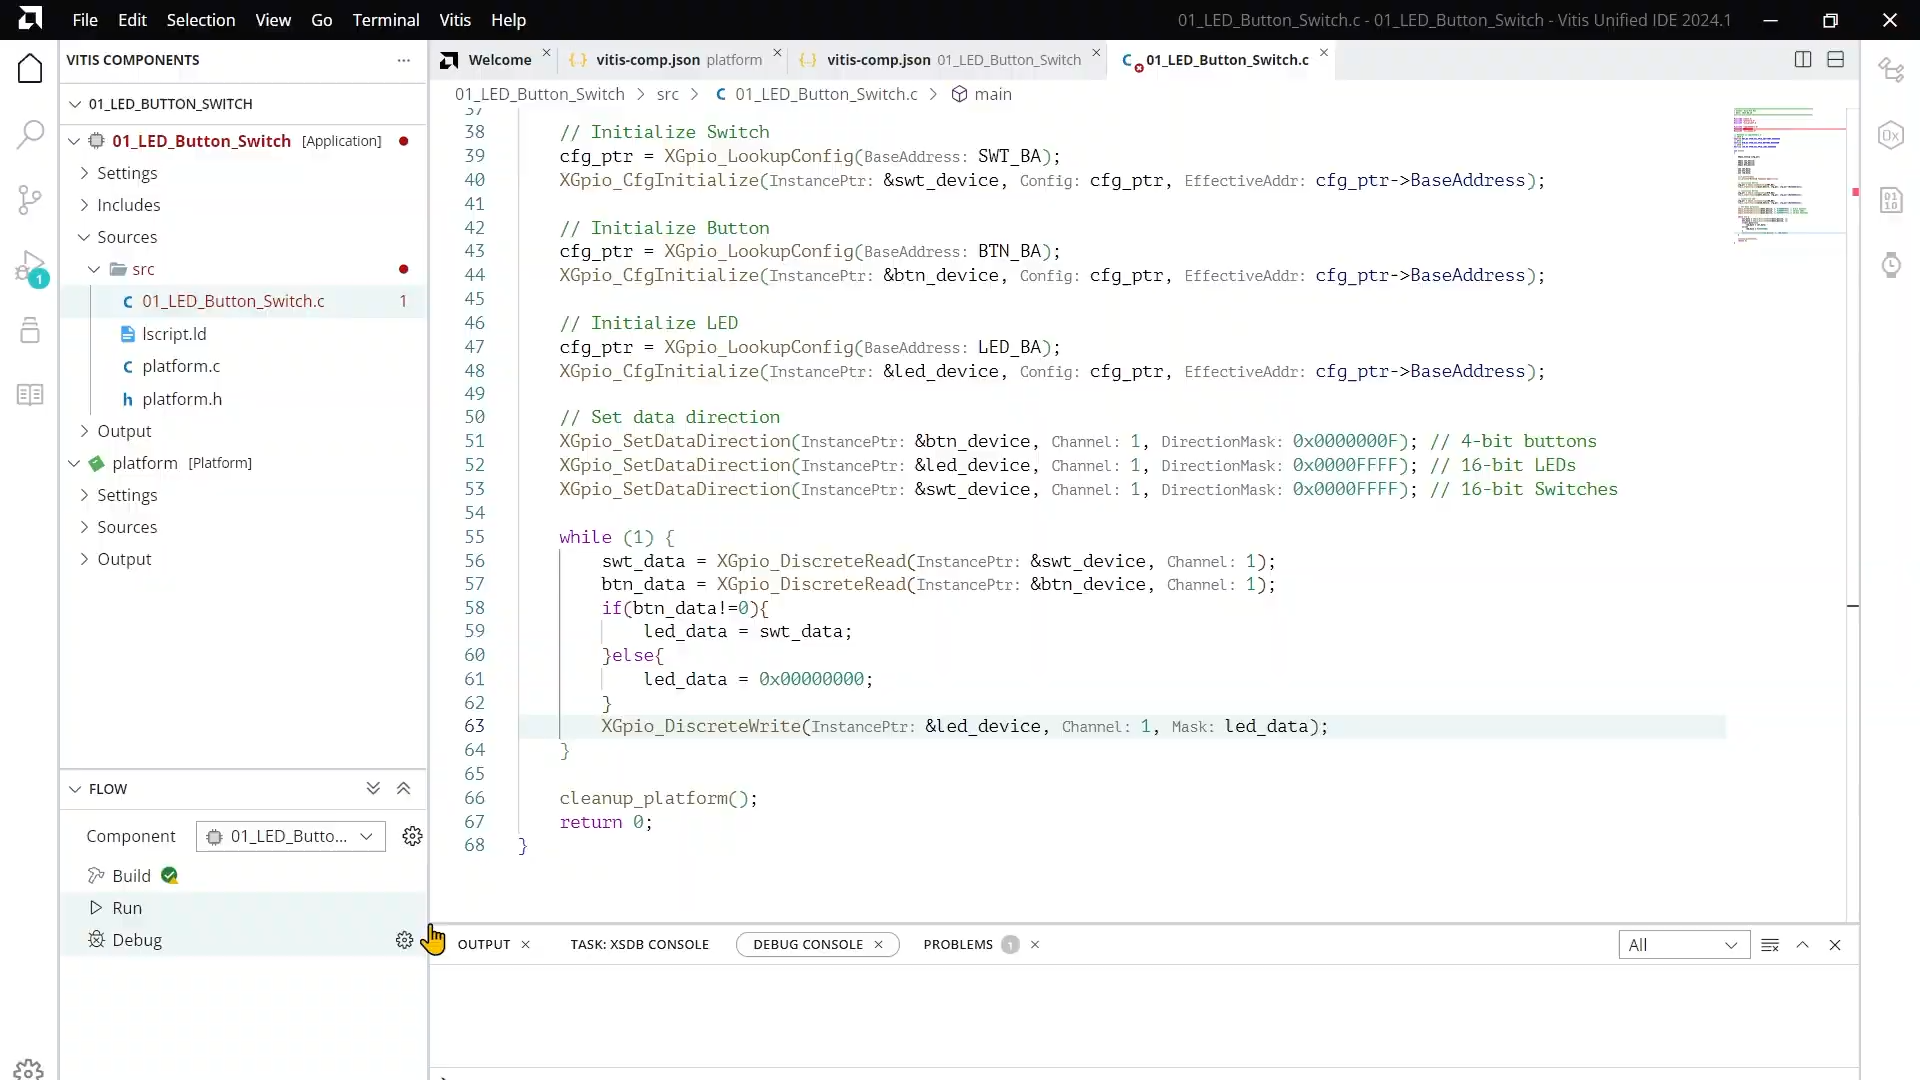 File Edit Selection View Go Terminal Vitis Help
01_LED_Button_Switch.c - 01_LED_Button_Switch - Vitis Unified IDE 2024.1
VITIS COMPONENTS
01_LED_BUTTON_SWITCH
01_LED_Button_Switch [Application]
Settings
Includes
Sources
src
01_LED_Button_Switch.c 1
lscript.ld
platform.c
platform.h
Output
platform [Platform]
Settings
Sources
Output
1
FLOW
Component 01_LED_Butto...
Build
Run
Debug
Welcome vitis-comp.json platform vitis-comp.json 01_LED_Button_Switch 01_LED_Button_Switch.c
01_LED_Button_Switch > src > C 01_LED_Button_Switch.c > main
37
38 // Initialize Switch
39 cfg_ptr = XGpio_LookupConfig(BaseAddress: SWT_BA);
40 XGpio_CfgInitialize(InstancePtr: &swt_device, Config: cfg_ptr, EffectiveAddr: cfg_ptr->BaseAddress);
41
42 // Initialize Button
43 cfg_ptr = XGpio_LookupConfig(BaseAddress: BTN_BA);
44 XGpio_CfgInitialize(InstancePtr: &btn_device, Config: cfg_ptr, EffectiveAddr: cfg_ptr->BaseAddress);
45
46 // Initialize LED
47 cfg_ptr = XGpio_LookupConfig(BaseAddress: LED_BA);
48 XGpio_CfgInitialize(InstancePtr: &led_device, Config: cfg_ptr, EffectiveAddr: cfg_ptr->BaseAddress);
49
50 // Set data direction
51 XGpio_SetDataDirection(InstancePtr: &btn_device, Channel: 1, DirectionMask: 0x0000000F); // 4-bit buttons
52 XGpio_SetDataDirection(InstancePtr: &led_device, Channel: 1, DirectionMask: 0x0000FFFF); // 16-bit LEDs
53 XGpio_SetDataDirection(InstancePtr: &swt_device, Channel: 1, DirectionMask: 0x0000FFFF); // 16-bit Switches
54
55 while (1) {
56 swt_data = XGpio_DiscreteRead(InstancePtr: &swt_device, Channel: 1);
57 btn_data = XGpio_DiscreteRead(InstancePtr: &btn_device, Channel: 1);
58 if(btn_data!=0){
59 led_data = swt_data;
60 }else{
61 led_data = 0x00000000;
62 }
63 XGpio_DiscreteWrite(InstancePtr: &led_device, Channel: 1, Mask: led_data);
64 }
65
66 cleanup_platform();
67 return 0;
68 }
OUTPUT TASK: XSDB CONSOLE DEBUG CONSOLE PROBLEMS 1 All